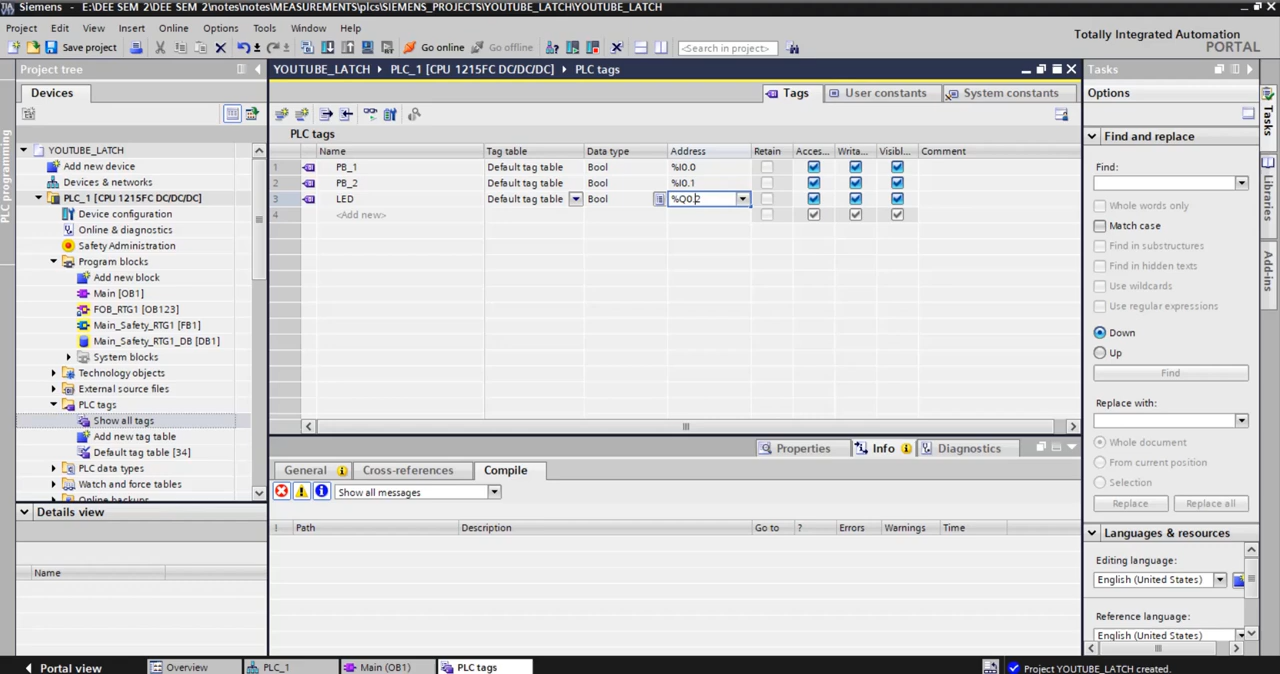 Siemens - E:\DEE SEM 2\DEE SEM 2\notes\notes\MEASUREMENTS\plcs\SIEMENS_PROJECTS\YOUTUBE_LATCH\YOUTUBE_LATCH
Project Edit View Insert Online Options Tools Window Help
Totally Integrated Automation
PORTAL
Save project
Go online
Go offline
<Search in project>
Project tree
YOUTUBE_LATCH PLC_1 [CPU 1215FC DC/DC/DC] PLC tags
Tasks
Devices
Tags
User constants
System constants
Options
PLC programming
YOUTUBE_LATCH
Add new device
Devices & networks
PLC_1 [CPU 1215FC DC/DC/DC]
Device configuration
Online & diagnostics
Safety Administration
Program blocks
Add new block
Main [OB1]
FOB_RTG1 [OB123]
Main_Safety_RTG1 [FB1]
Main_Safety_RTG1_DB [DB1]
System blocks
Technology objects
External source files
PLC tags
Show all tags
Add new tag table
Default tag table [34]
PLC data types
Watch and force tables
Online backups
Details view
Name
PLC tags
Name Tag table Data type Address Retain Acces... Writa... Visibl... Comment
1 PB_1 Default tag table Bool %I0.0
2 PB_2 Default tag table Bool %I0.1
3 LED Default tag table Bool %Q0.2
4 <Add new>
Properties
Info
Diagnostics
General
Cross-references
Compile
Show all messages
! Path Description Go to ? Errors Warnings Time
Find and replace
Find:
Whole words only
Match case
Find in substructures
Find in hidden texts
Use wildcards
Use regular expressions
Down
Up
Find
Replace with:
Whole document
From current position
Selection
Replace
Replace all
Languages & resources
Editing language:
English (United States)
Reference language:
English (United States)
Tasks
Libraries
Add-ins
Portal view
Overview
PLC_1
Main (OB1)
PLC tags
Project YOUTUBE_LATCH created.